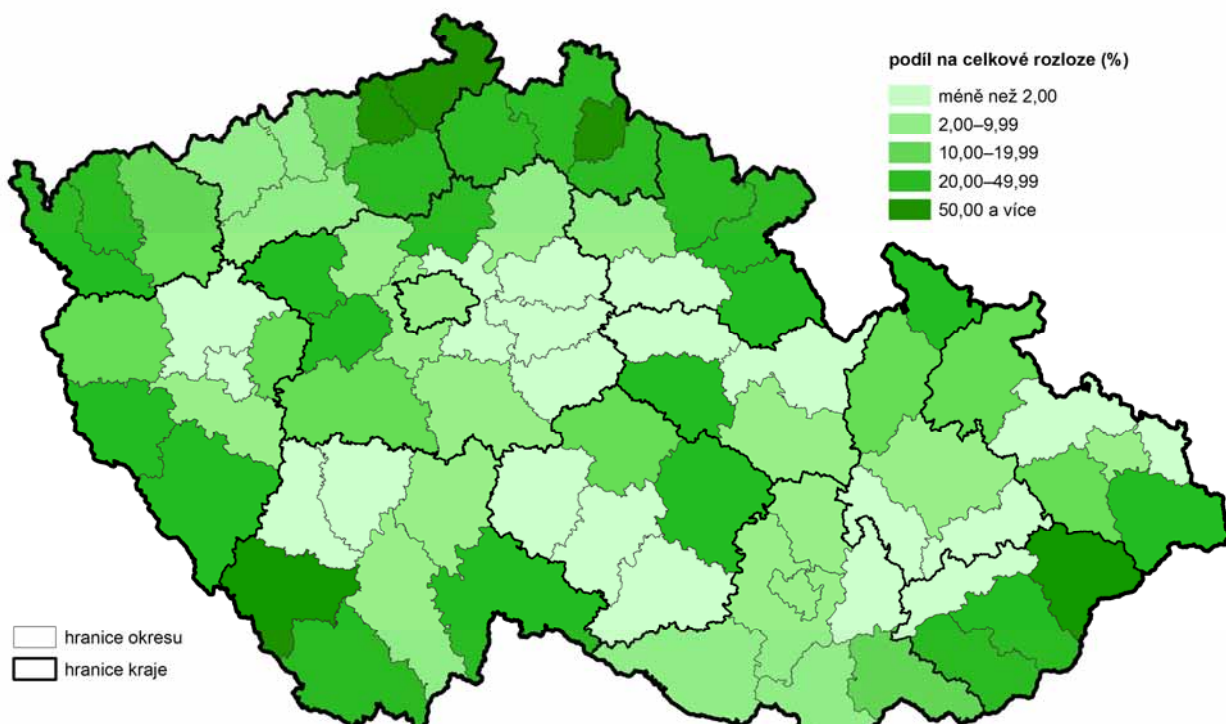 podíl na celkové rozloze (%)
méně než 2,00
2,00–9,99
10,00–19,99
20,00–49,99
50,00 a více
hranice okresu
hranice kraje